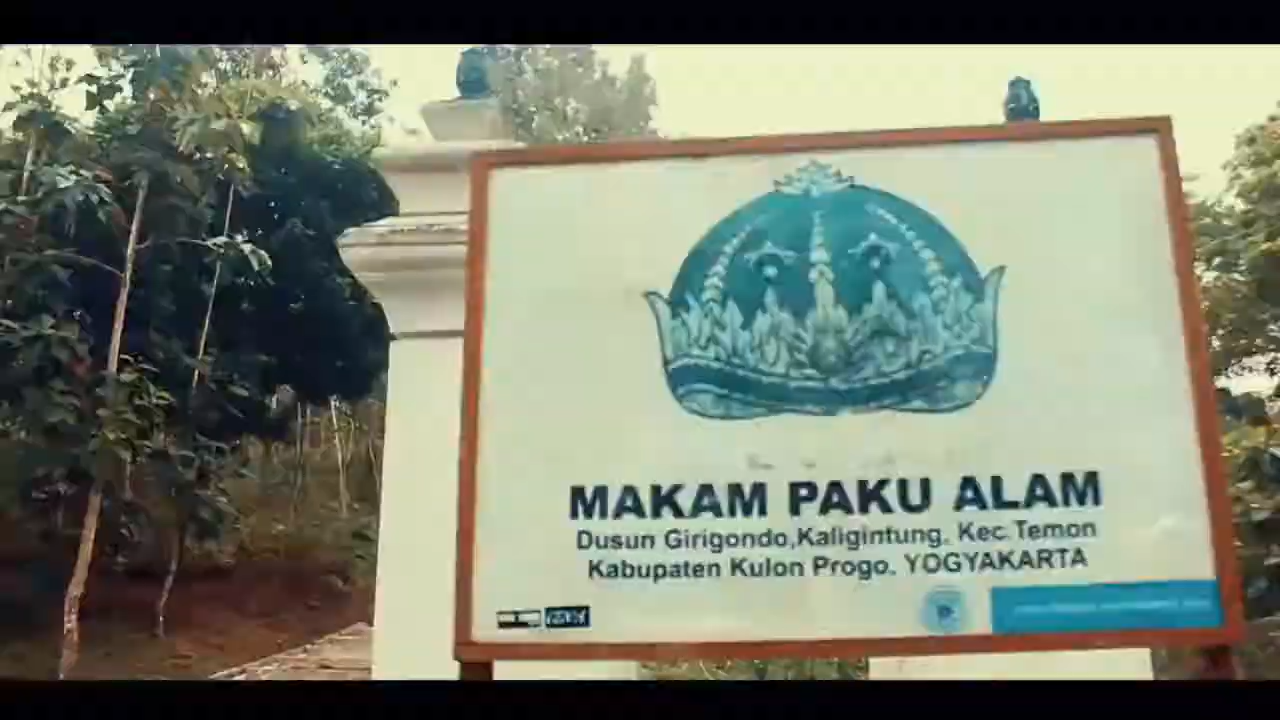 MAKAM PAKU ALAM
Dusun Girigondo,Kaligintung. Kec Temon
Kabupaten Kulon Progo. YOGYAKARTA